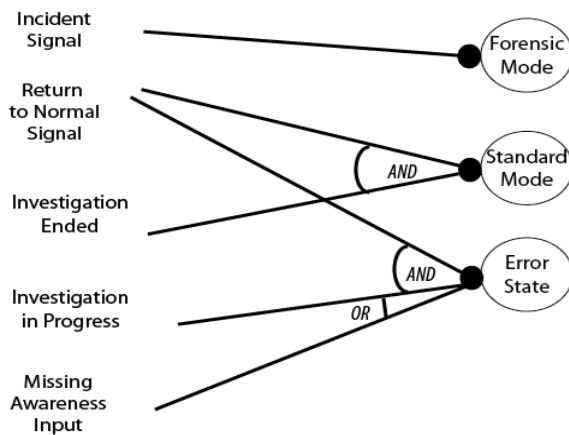 Incident
Signal
Forensic
Mode
Return
to Normal
Signal
AND
Standard
Mode
Investigation
Ended
AND
Error
State
Investigation
in Progress
OR
Missing
Awareness
Input